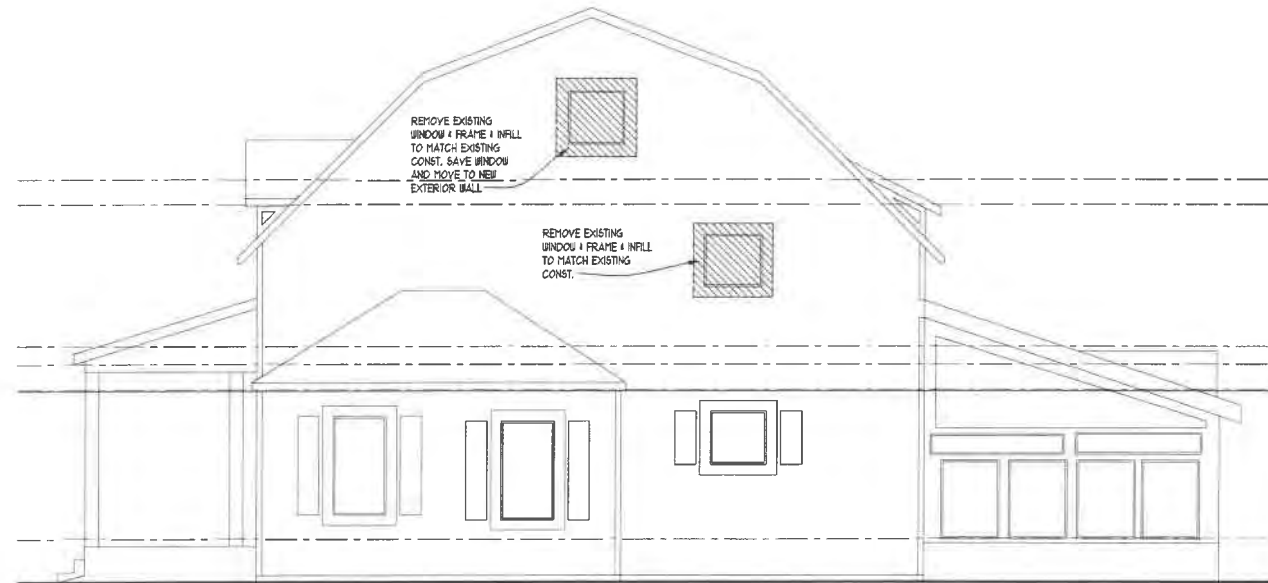 REMOVE EXISTING
WINDOW & FRAME & INFILL
TO MATCH EXISTING
CONST. SAVE WINDOW
AND MOVE TO NEW
EXTERIOR WALL
REMOVE EXISTING
WINDOW & FRAME & INFILL
TO MATCH EXISTING
CONST.